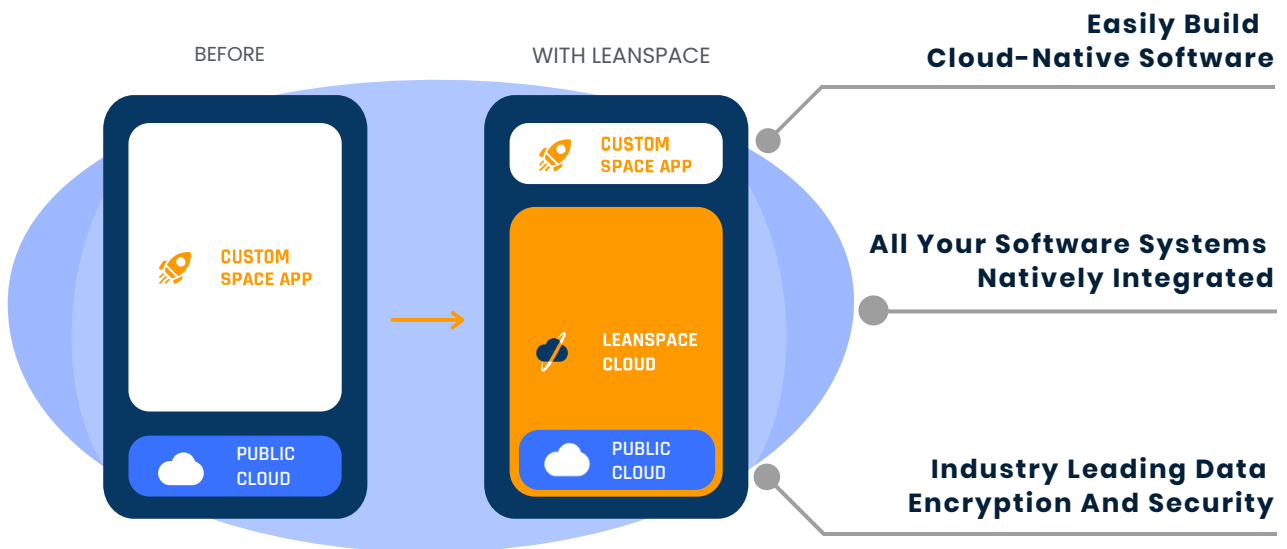 BEFORE
CUSTOM
SPACE APP
PUBLIC
CLOUD
WITH LEANSPACE
CUSTOM
SPACE APP
LEANSPACE
CLOUD
PUBLIC
CLOUD
Easily Build
Cloud-Native Software
All Your Software Systems
Natively Integrated
Industry Leading Data
Encryption And Security